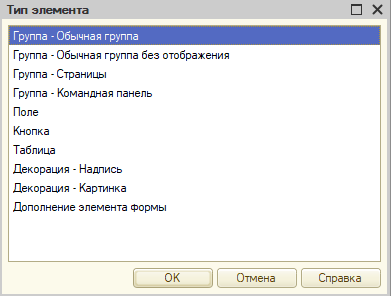 Тип элемента
Группа - Обычная группа
Группа - Обычная группа без отображения
Группа - Страницы
Группа - Командная панель
Поле
Кнопка
Таблица
Декорация - Надпись
Декорация - Картинка
Дополнение элемента формы
ОК Отмена Справка